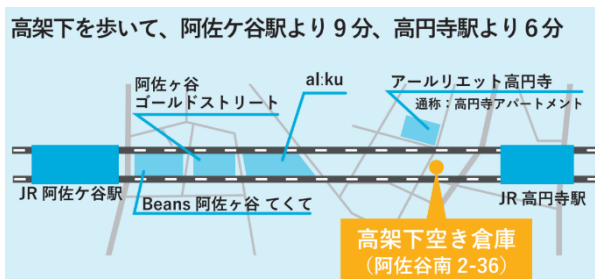 高架下を歩いて、阿佐ケ谷駅より9分、高円寺駅より6分
阿佐ヶ谷
ゴールドストリート
al:ku
アールリエット高円寺
通称：高円寺アパートメント
JR 阿佐ケ谷駅
Beans 阿佐ヶ谷 てくて
JR 高円寺駅
高架下空き倉庫
（阿佐谷南 2-36）